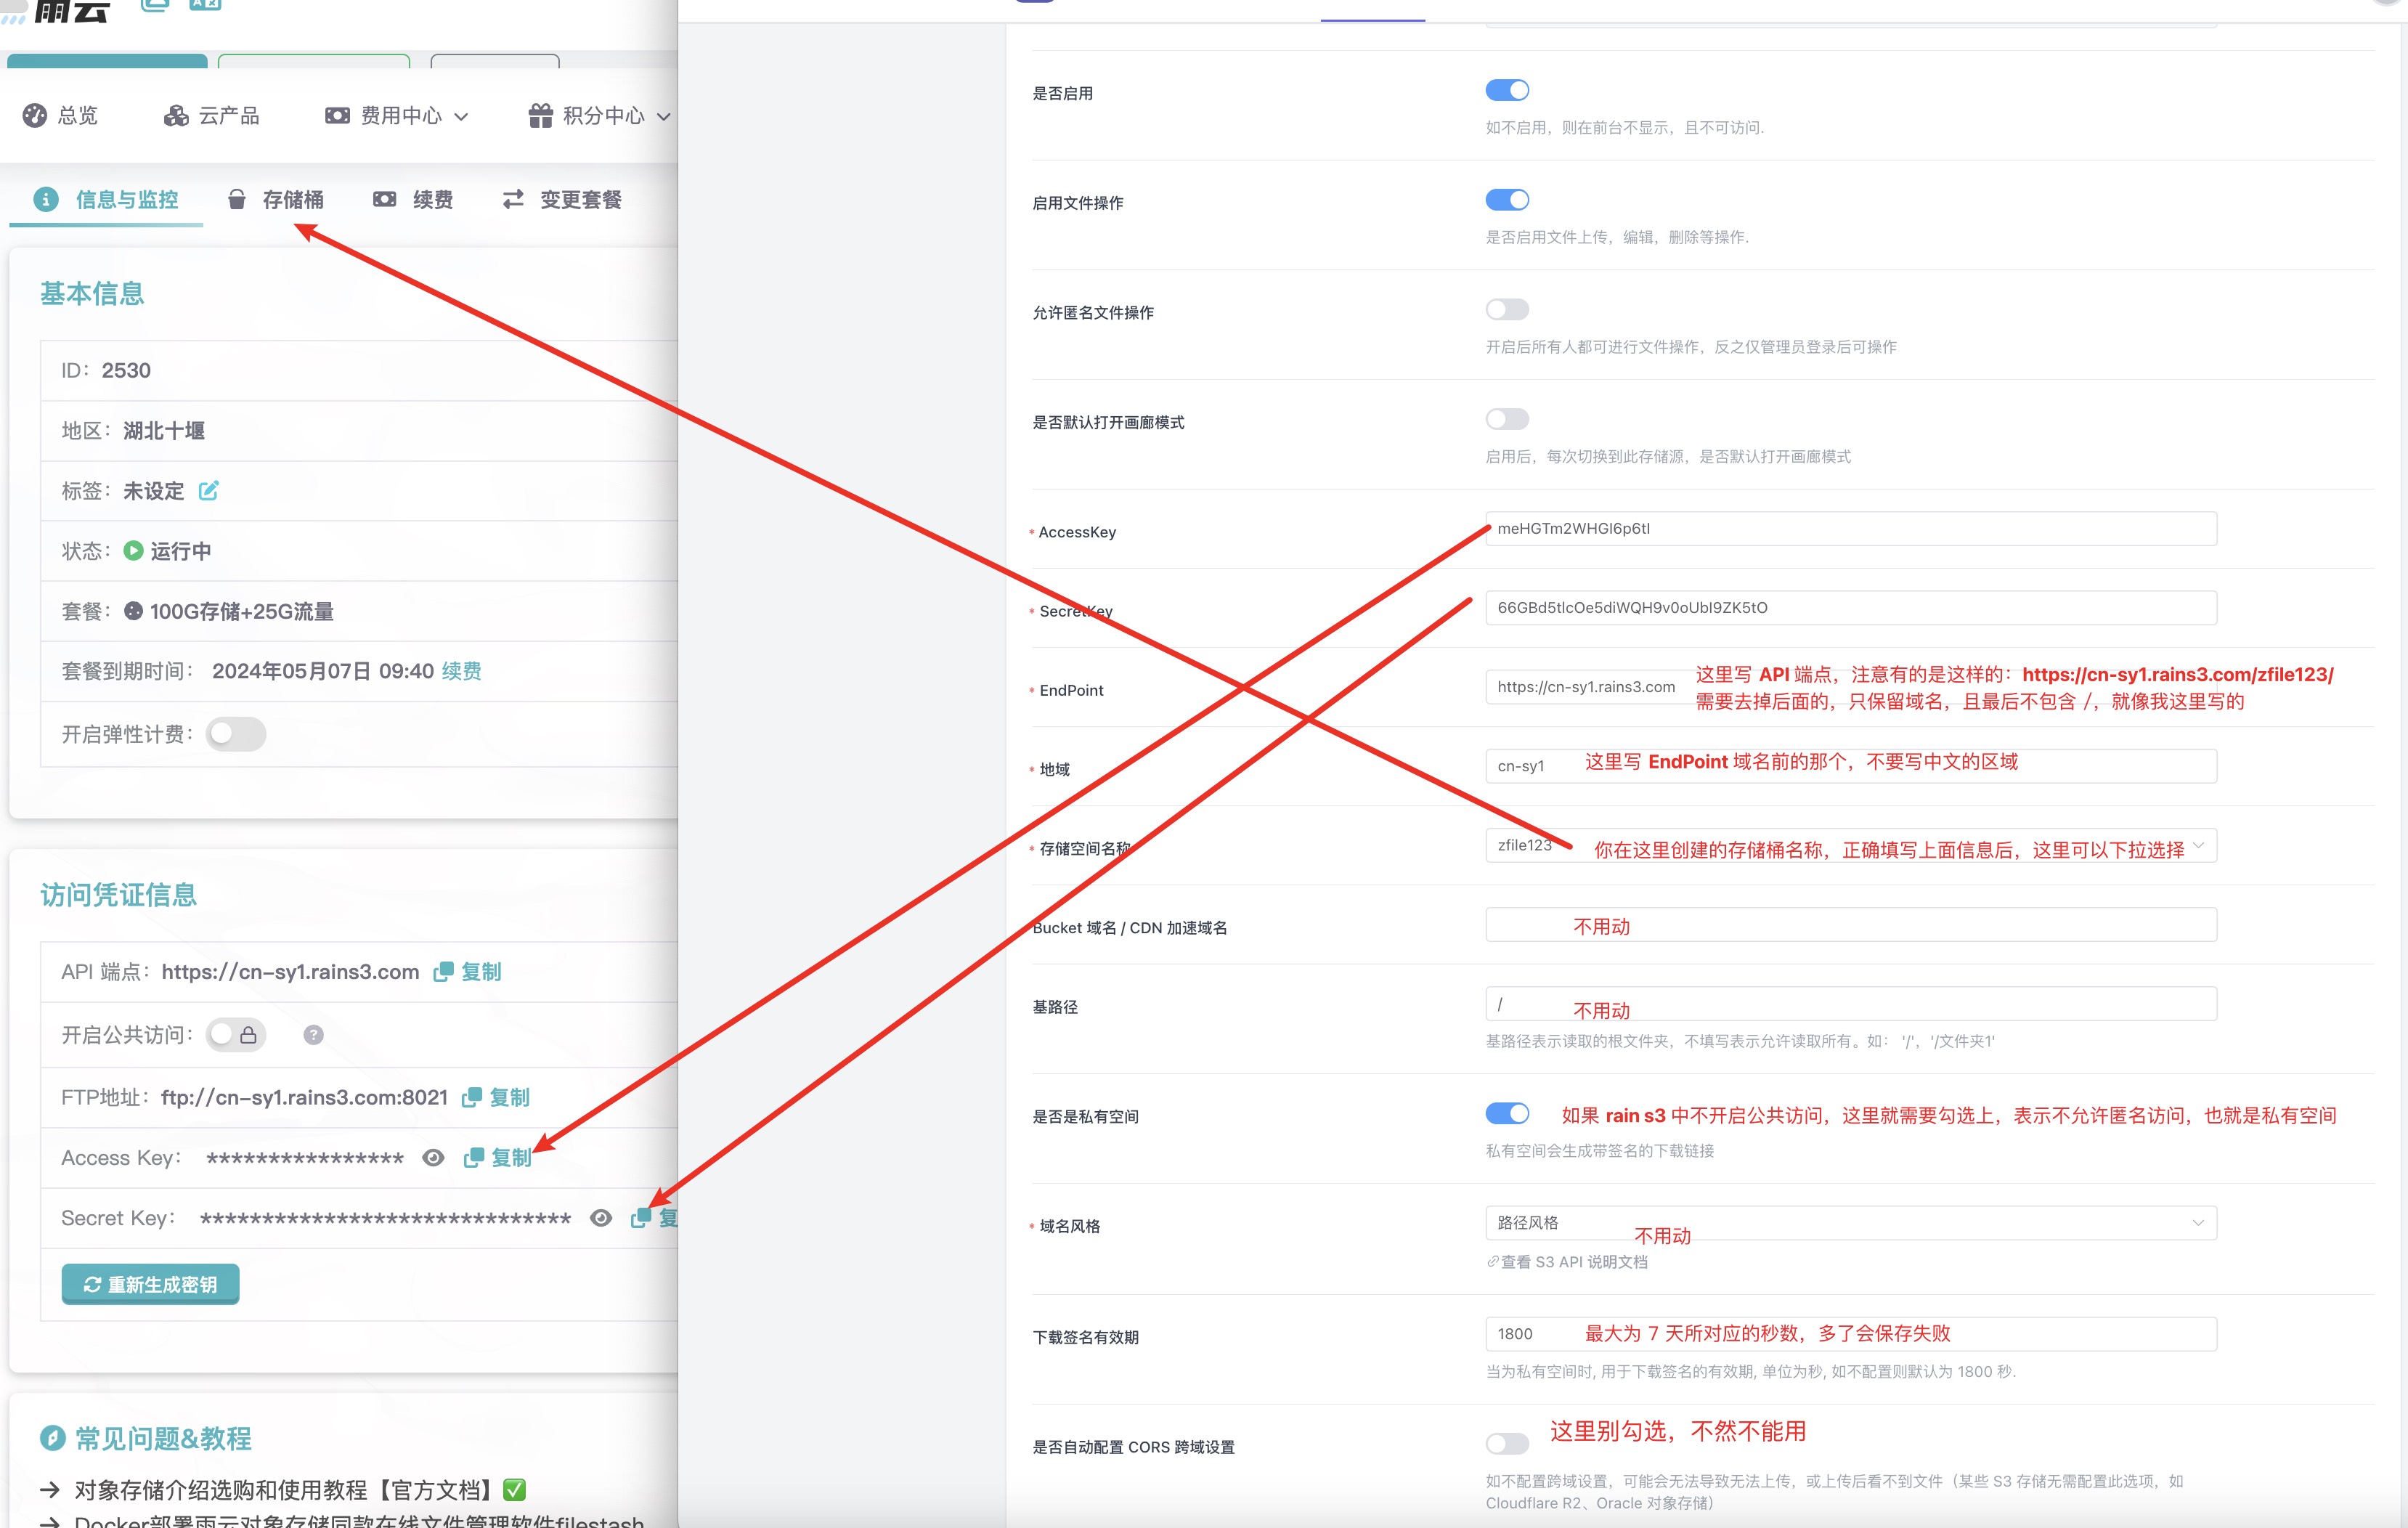 雨云
总览
云产品
费用中心
积分中心
信息与监控
存储桶
续费
变更套餐
基本信息
ID：2530
地区：湖北十堰
标签：未设定
状态：运行中
套餐：100G存储+25G流量
套餐到期时间：2024年05月07日 09:40 续费
开启弹性计费：
访问凭证信息
API 端点：https://cn-sy1.rains3.com 复制
开启公共访问：
FTP地址：ftp://cn-sy1.rains3.com:8021 复制
Access Key： **************** 复制
Secret Key： ****************************** 复
重新生成密钥
常见问题&教程
→ 对象存储介绍选购和使用教程【官方文档】✅
→ Docker部署雨云对象存储同款在线文件管理软件filestash
是否启用
如不启用，则在前台不显示，且不可访问.
启用文件操作
是否启用文件上传，编辑，删除等操作.
允许匿名文件操作
开启后所有人都可进行文件操作，反之仅管理员登录后可操作
是否默认打开画廊模式
启用后，每次切换到此存储源，是否默认打开画廊模式
* AccessKey
meHGTm2WHGI6p6tI
* SecretKey
66GBd5tIcOe5diWQH9v0oUbI9ZK5tO
* EndPoint
https://cn-sy1.rains3.com
这里写 API 端点，注意有的是这样的：https://cn-sy1.rains3.com/zfile123/
需要去掉后面的，只保留域名，且最后不包含 /，就像我这里写的
* 地域
cn-sy1
这里写 EndPoint 域名前的那个，不要写中文的区域
* 存储空间名称
zfile123
你在这里创建的存储桶名称，正确填写上面信息后，这里可以下拉选择
Bucket 域名 / CDN 加速域名
不用动
基路径
/
不用动
基路径表示读取的根文件夹，不填写表示允许读取所有。如： '/'，'/文件夹1'
是否是私有空间
如果 rain s3 中不开启公共访问，这里就需要勾选上，表示不允许匿名访问，也就是私有空间
私有空间会生成带签名的下载链接
* 域名风格
路径风格
不用动
查看 S3 API 说明文档
下载签名有效期
1800
最大为 7 天所对应的秒数，多了会保存失败
当为私有空间时, 用于下载签名的有效期, 单位为秒, 如不配置则默认为 1800 秒.
是否自动配置 CORS 跨域设置
这里别勾选，不然不能用
如不配置跨域设置，可能会无法导致无法上传，或上传后看不到文件（某些 S3 存储无需配置此选项，如
Cloudflare R2、Oracle 对象存储）